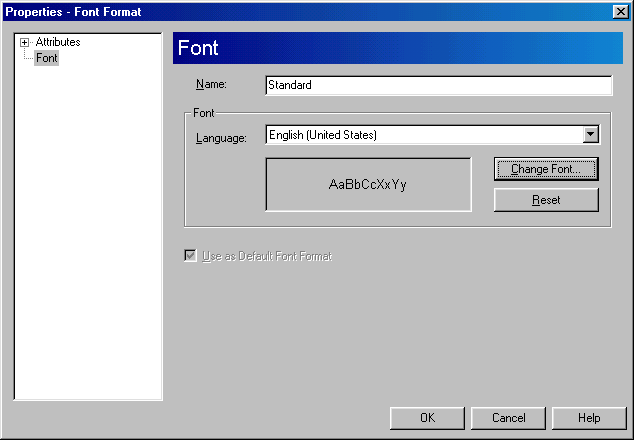 Properties - Font Format
Attributes
Font
Font
Name:
Standard
Font
Language:
English (United States)
AaBbCcXxYy
Change Font...
Reset
Use as Default Font Format
OK
Cancel
Help